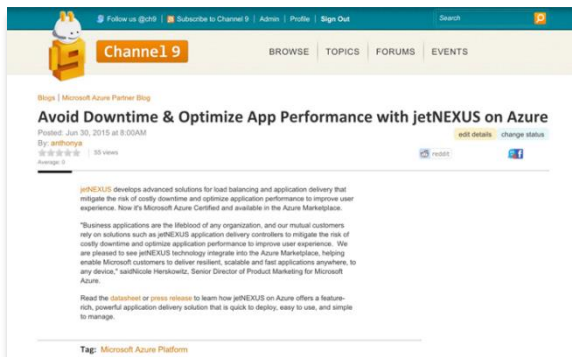 Follow us @ch9 | Subscribe to Channel 9 | Admin | Profile | Sign Out Search
9 Channel 9 BROWSE TOPICS FORUMS EVENTS
Blogs | Microsoft Azure Partner Blog
Avoid Downtime & Optimize App Performance with jetNEXUS on Azure
Posted: Jun 30, 2015 at 8:00AM
edit details change status
By: anthonya
55 views reddit
Average: 0
jetNEXUS develops advanced solutions for load balancing and application delivery that
mitigate the risk of costly downtime and optimize application performance to improve user
experience. Now it's Microsoft Azure Certified and available in the Azure Marketplace.
"Business applications are the lifeblood of any organization, and our mutual customers
rely on solutions such as jetNEXUS application delivery controllers to mitigate the risk of
costly downtime and optimize application performance to improve user experience. We
are pleased to see jetNEXUS technology integrate into the Azure Marketplace, helping
enable Microsoft customers to deliver resilient, scalable and fast applications anywhere, to
any device," saidNicole Herskowitz, Senior Director of Product Marketing for Microsoft
Azure.
Read the datasheet or press release to learn how jetNEXUS on Azure offers a feature-
rich, powerful application delivery solution that is quick to deploy, easy to use, and simple
to manage.
Tag: Microsoft Azure Platform